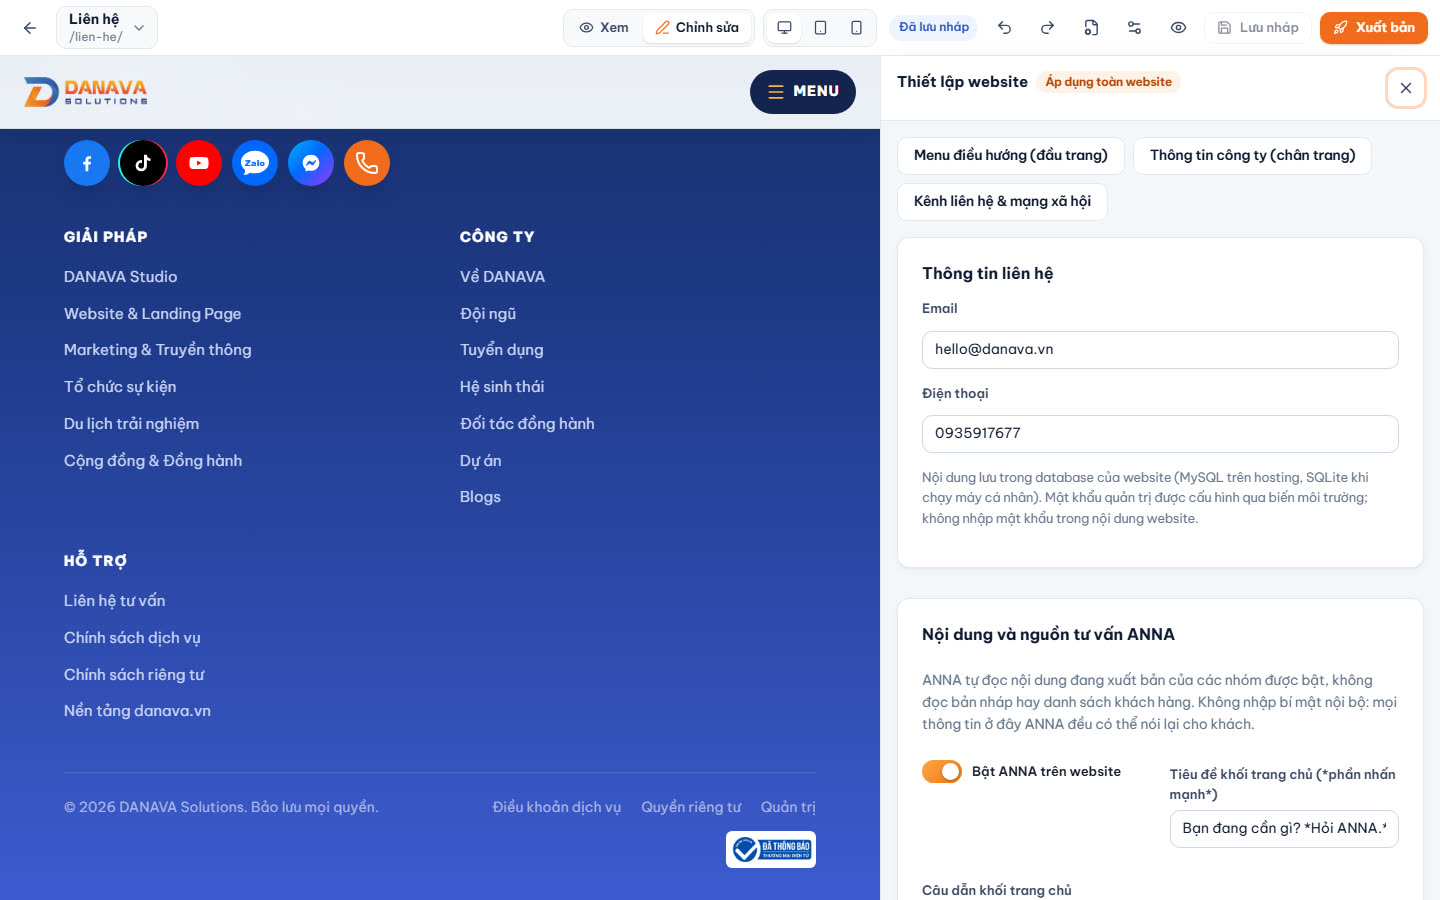 Liên hệ
/lien-he/
Xem
Chỉnh sửa
Đã lưu nháp
Lưu nháp
Xuất bản
DANAVA
SOLUTIONS
MENU
Zalo
GIẢI PHÁP
DANAVA Studio
Website & Landing Page
Marketing & Truyền thông
Tổ chức sự kiện
Du lịch trải nghiệm
Cộng đồng & Đồng hành
CÔNG TY
Về DANAVA
Đội ngũ
Tuyển dụng
Hệ sinh thái
Đối tác đồng hành
Dự án
Blogs
HỖ TRỢ
Liên hệ tư vấn
Chính sách dịch vụ
Chính sách riêng tư
Nền tảng danava.vn
© 2026 DANAVA Solutions. Bảo lưu mọi quyền.
Điều khoản dịch vụ
Quyền riêng tư
Quản trị
ĐÃ THÔNG BÁO
THƯƠNG MẠI ĐIỆN TỬ
Thiết lập website
Áp dụng toàn website
Menu điều hướng (đầu trang)
Thông tin công ty (chân trang)
Kênh liên hệ & mạng xã hội
Thông tin liên hệ
Email
hello@danava.vn
Điện thoại
0935917677
Nội dung lưu trong database của website (MySQL trên hosting, SQLite khi
chạy máy cá nhân). Mật khẩu quản trị được cấu hình qua biến môi trường;
không nhập mật khẩu trong nội dung website.
Nội dung và nguồn tư vấn ANNA
ANNA tự đọc nội dung đang xuất bản của các nhóm được bật, không
đọc bản nháp hay danh sách khách hàng. Không nhập bí mật nội bộ: mọi
thông tin ở đây ANNA đều có thể nói lại cho khách.
Bật ANNA trên website
Tiêu đề khối trang chủ (*phần nhấn
mạnh*)
Bạn đang cần gì? *Hỏi ANNA.*
Câu dẫn khối trang chủ